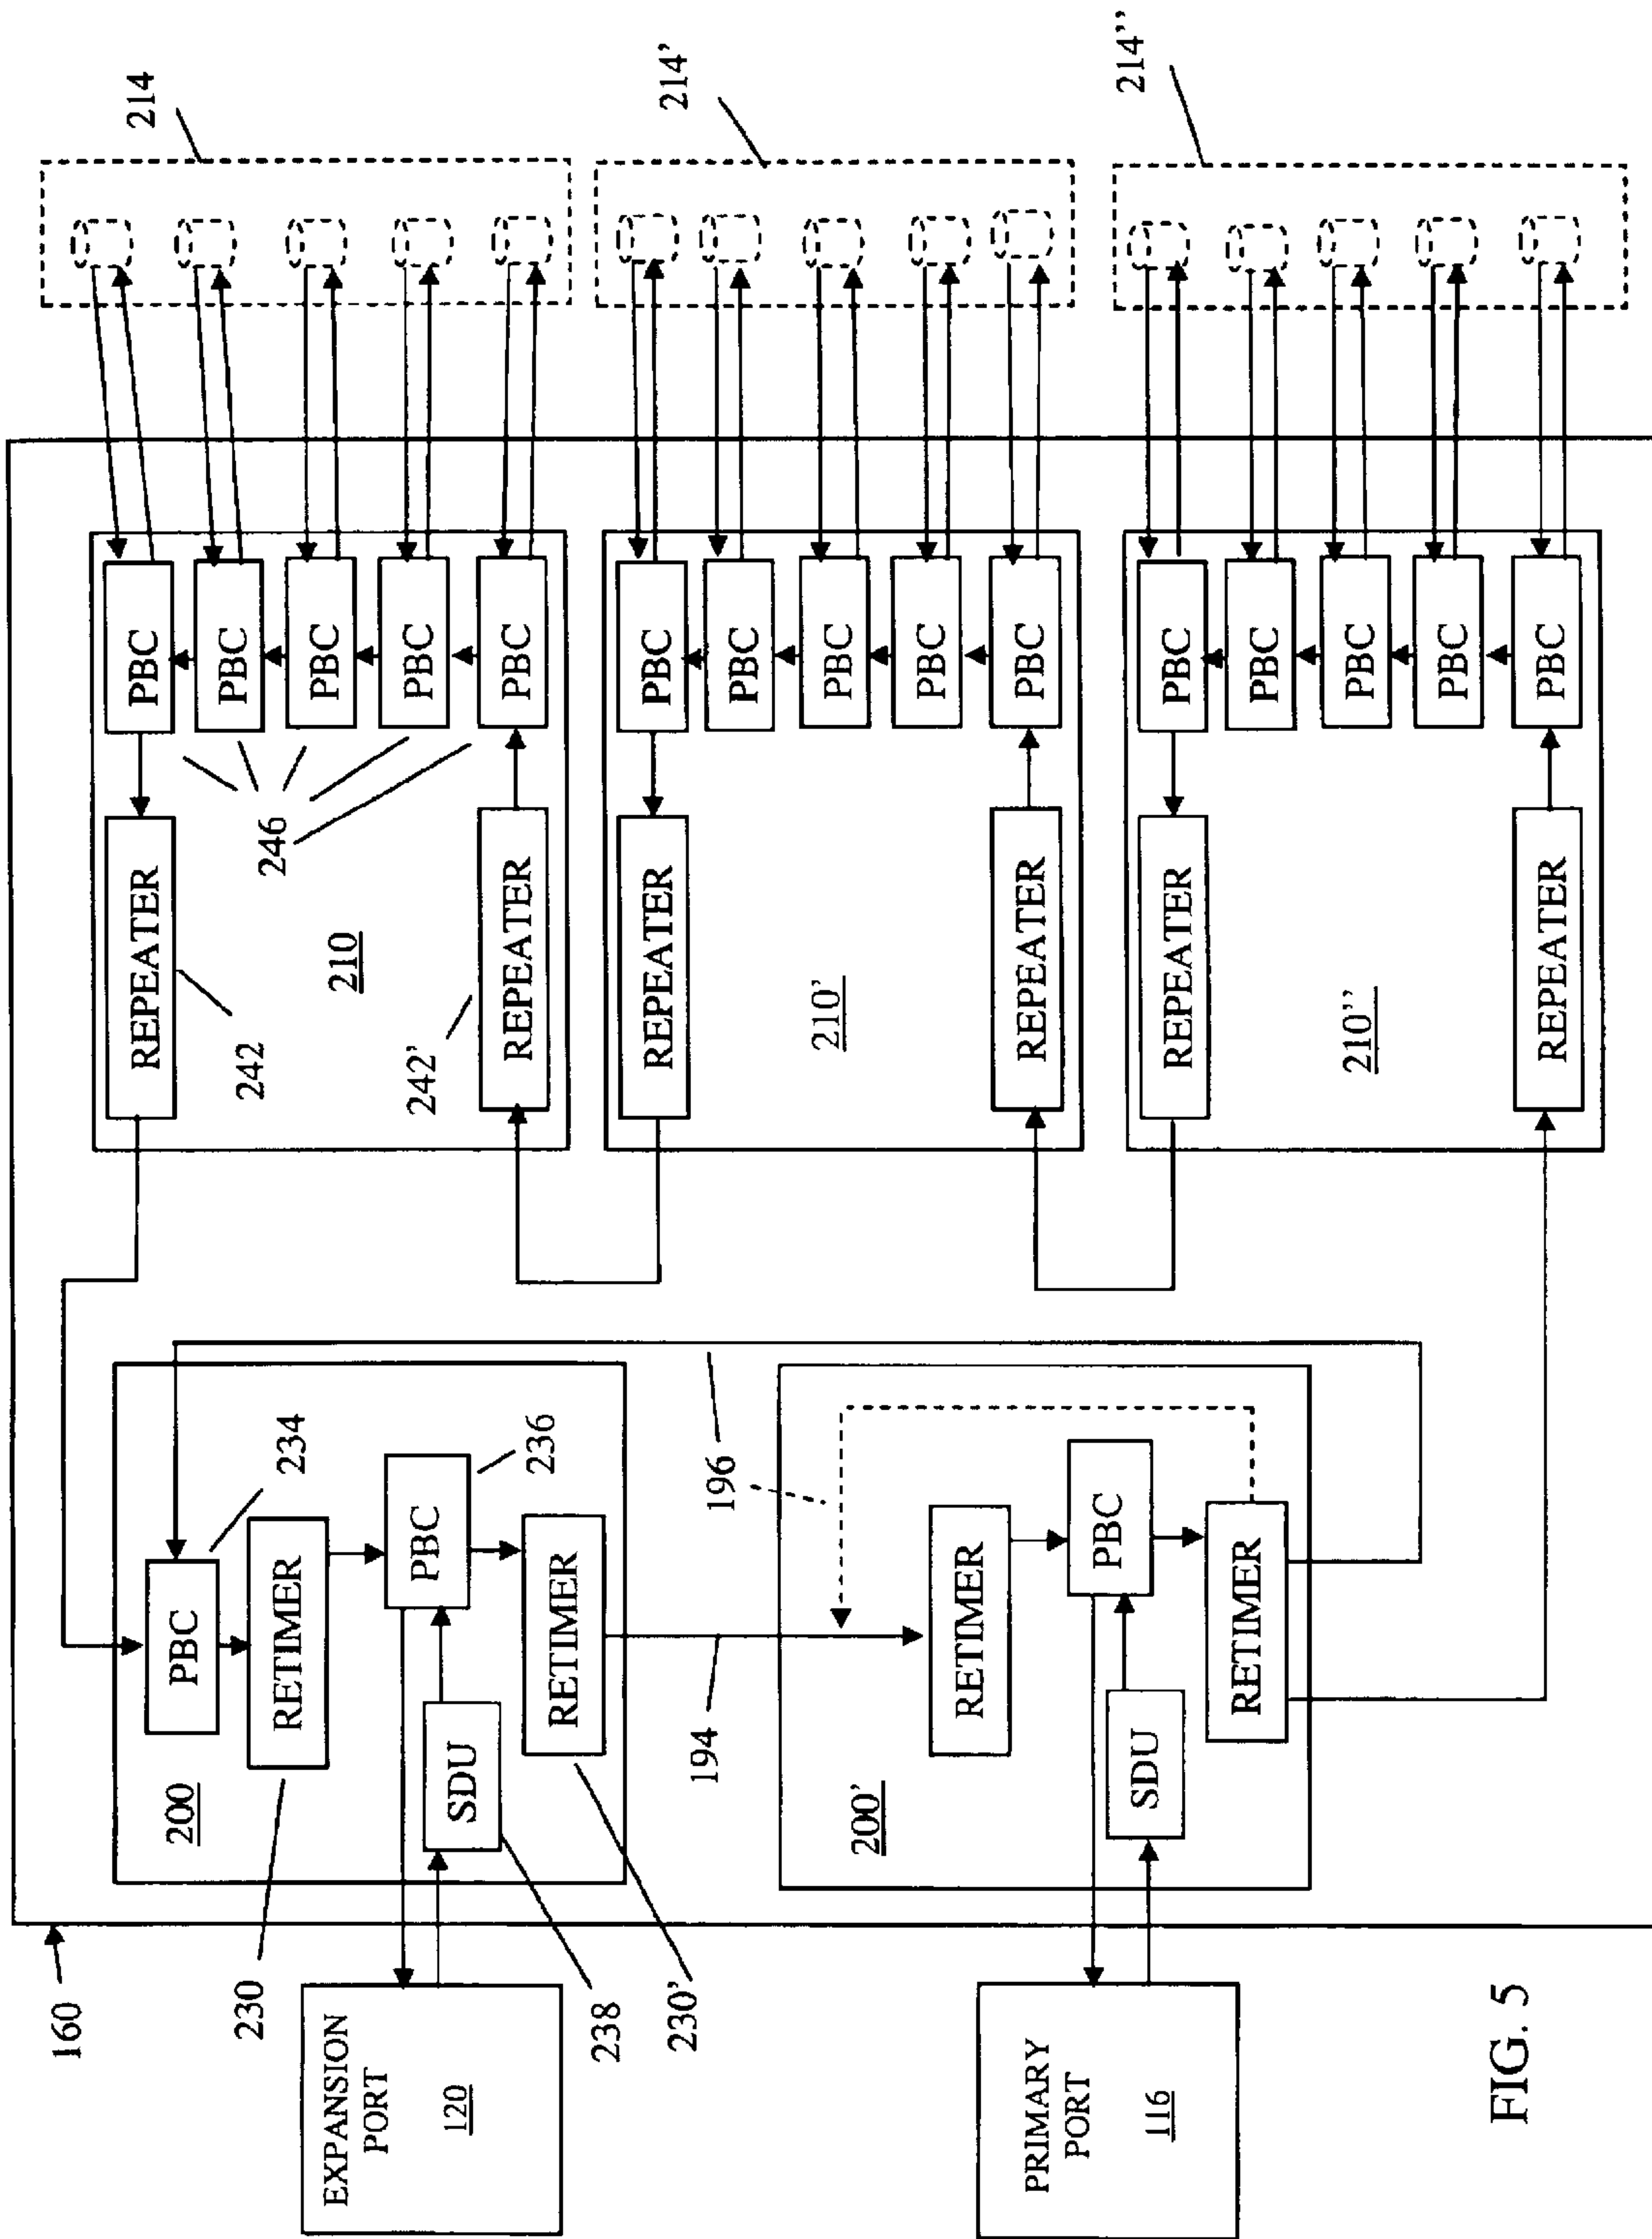 160
200
PBC
234
RETIMER
230
PBC
236
SDU
238
RETIMER
230'
EXPANSION
PORT
120
194
196
200'
RETIMER
PBC
SDU
RETIMER
PRIMARY
PORT
116
REPEATER
242
210
242'
REPEATER
246
PBC
PBC
PBC
PBC
PBC
214
REPEATER
210'
REPEATER
PBC
PBC
PBC
PBC
PBC
214'
REPEATER
210''
REPEATER
PBC
PBC
PBC
PBC
PBC
214''
FIG. 5